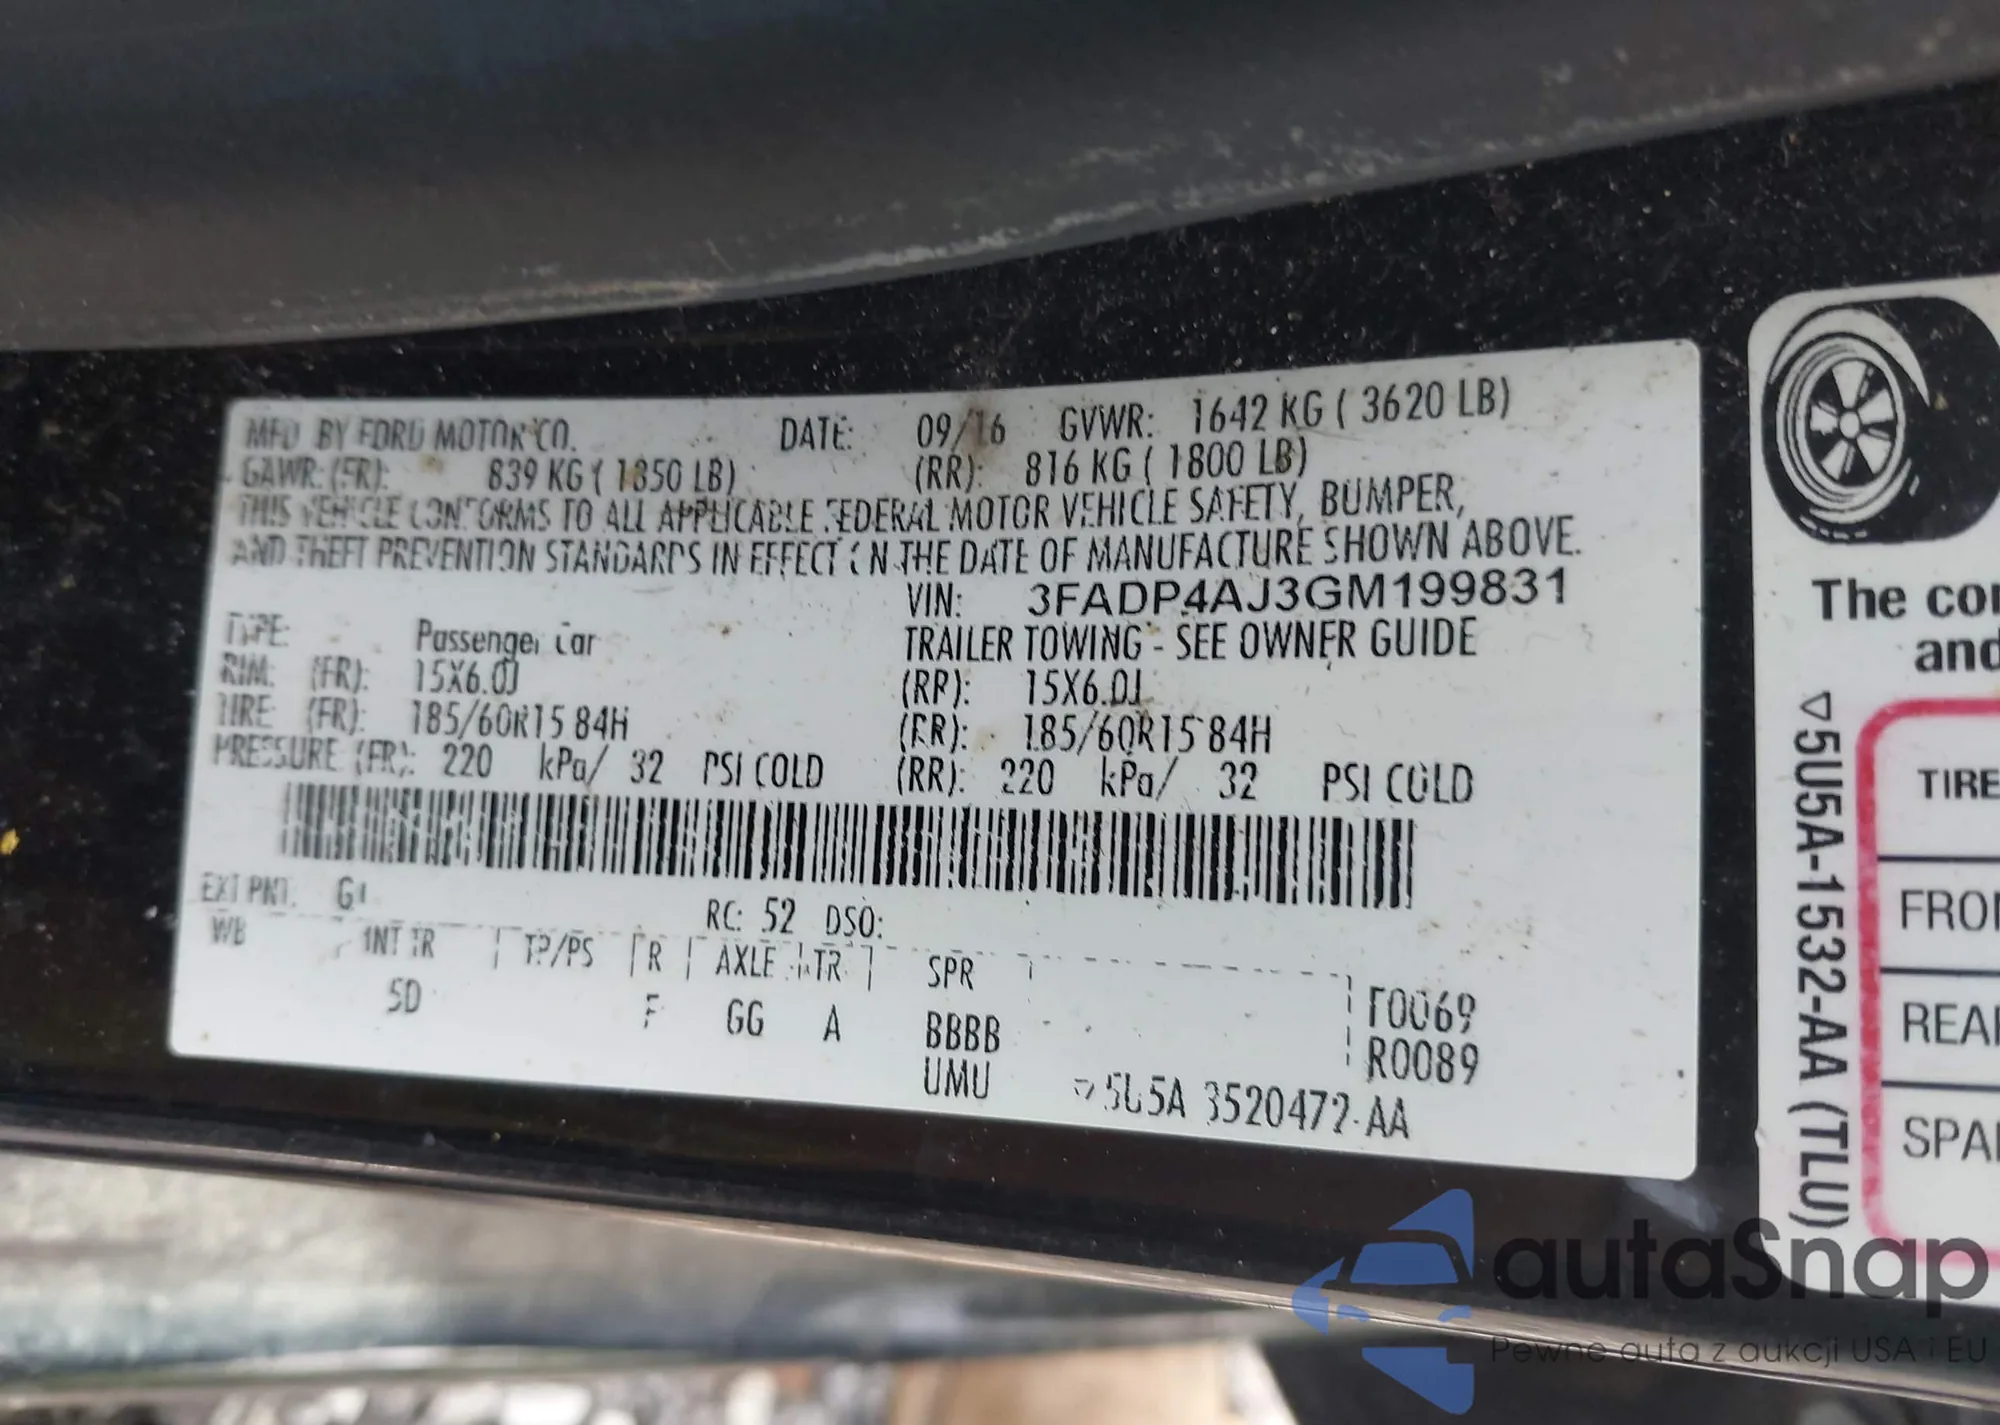 MFD BY FORD MOTOR CO. DATE: 09/16 GVWR: 1642 KG ( 3620 LB)
GAWR: (FR): 839 KG ( 1850 LB) (RR): 816 KG ( 1800 LB)
THIS VEHICLE CONFORMS TO ALL APPLICABLE FEDERAL MOTOR VEHICLE SAFETY, BUMPER,
AND THEFT PREVENTION STANDARDS IN EFFECT ON THE DATE OF MANUFACTURE SHOWN ABOVE.
VIN: 3FADP4AJ3GM199831
TYPE: Passenger Car TRAILER TOWING - SEE OWNER GUIDE
RIM: (FR): 15X6.0J (RR): 15X6.0J
TIRE (FR): 185/60R15 84H (RR): 185/60R15 84H
PRESSURE (FR): 220 kPa/ 32 PSI COLD (RR): 220 kPa/ 32 PSI COLD
EXT PNT: RC: 52 DSO:
WB INT TR TP/PS R AXLE TR SPR
5D F GG A BBBB
UMU
T0069
R0089
▽5U5A 3520472-AA
The
and
TIRE
▽5U5A-1532-AA (TLU)
autaSnap
Pewne auta z aukcji USA i EU